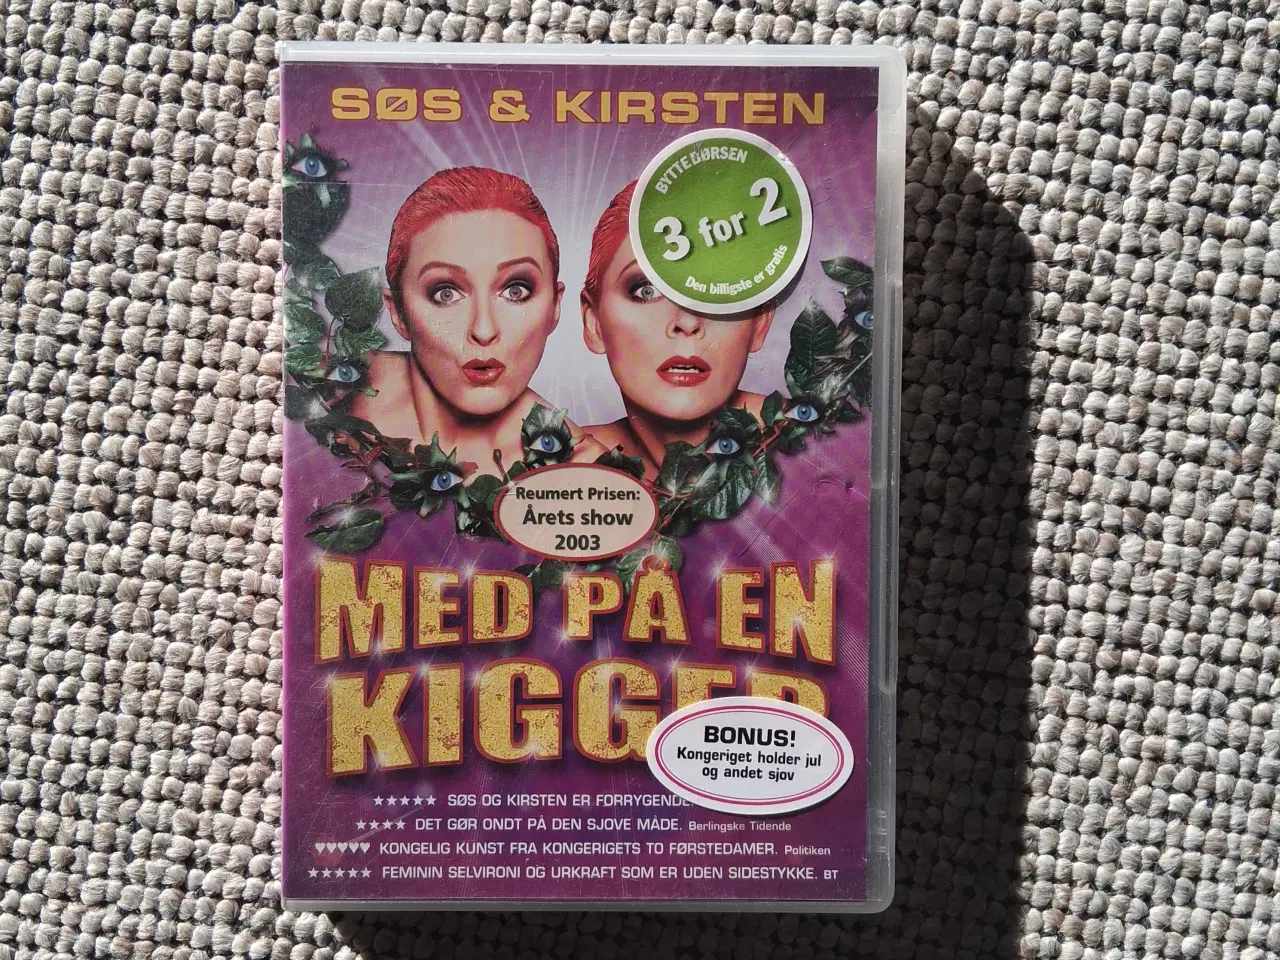 SØS & KIRSTEN
BYTTEBØRSEN
3 for 2
Den billigste er gratis
Reumert Prisen:
Årets show
2003
MED PÅ EN
KIGGER
BONUS!
Kongeriget holder jul
og andet sjov
★★★★★ SØS OG KIRSTEN ER FORRYGENDE.
★★★★ DET GØR ONDT PÅ DEN SJOVE MÅDE. Berlingske Tidende
♥♥♥♥♥ KONGELIG KUNST FRA KONGERIGETS TO FØRSTEDAMER. Politiken
★★★★★ FEMININ SELVIRONI OG URKRAFT SOM ER UDEN SIDESTYKKE. BT